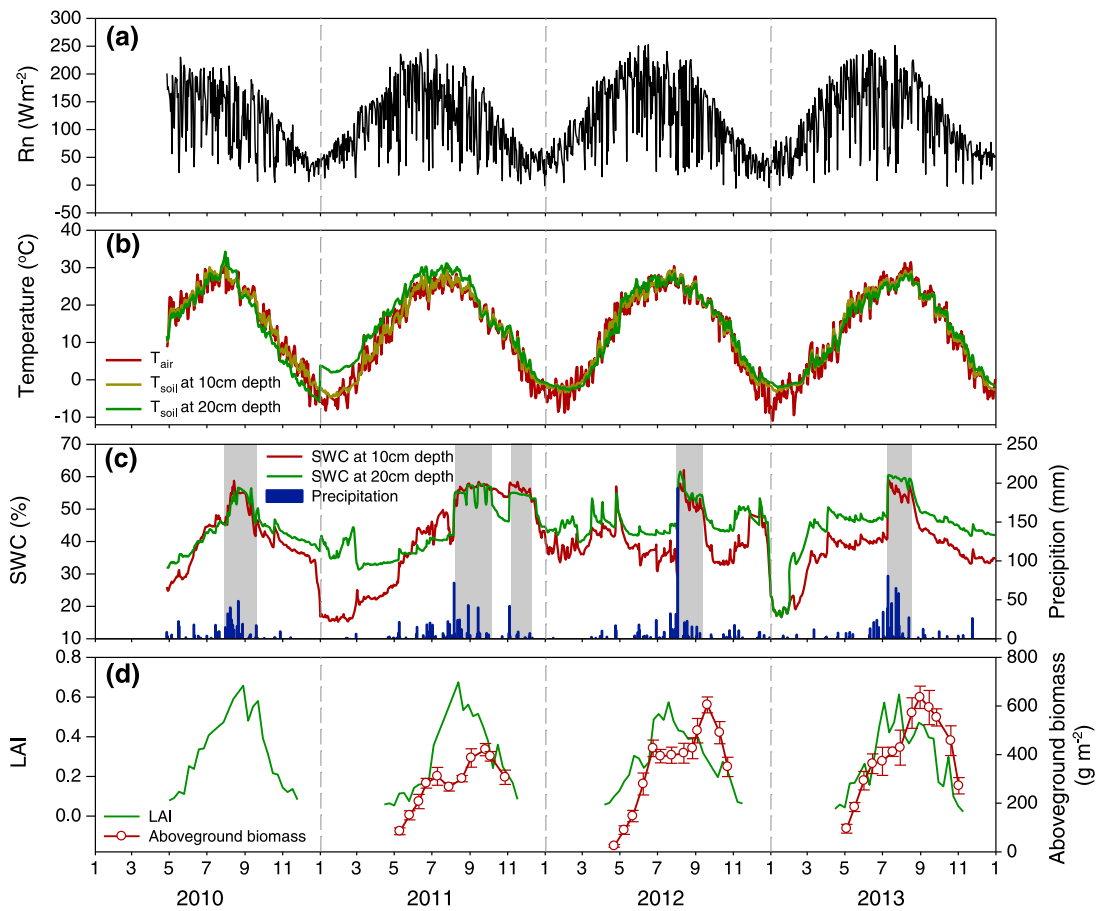 (a)
Rn (Wm-2)
300
250
200
150
100
50
0
-50
(b)
Temperature (oC)
40
30
20
10
0
-10
Tair
Tsoil at 10cm depth
Tsoil at 20cm depth
(c)
SWC (%)
70
60
50
40
30
20
10
SWC at 10cm depth
SWC at 20cm depth
Precipitation
250
200
150
100
50
0
Precipition (mm)
(d)
LAI
0.8
0.6
0.4
0.2
0.0
LAI
Aboveground biomass
800
600
400
200
0
Aboveground biomass
(g m-2)
1 3 5 7 9 11 1 3 5 7 9 11 1 3 5 7 9 11 1 3 5 7 9 11 1
2010 2011 2012 2013